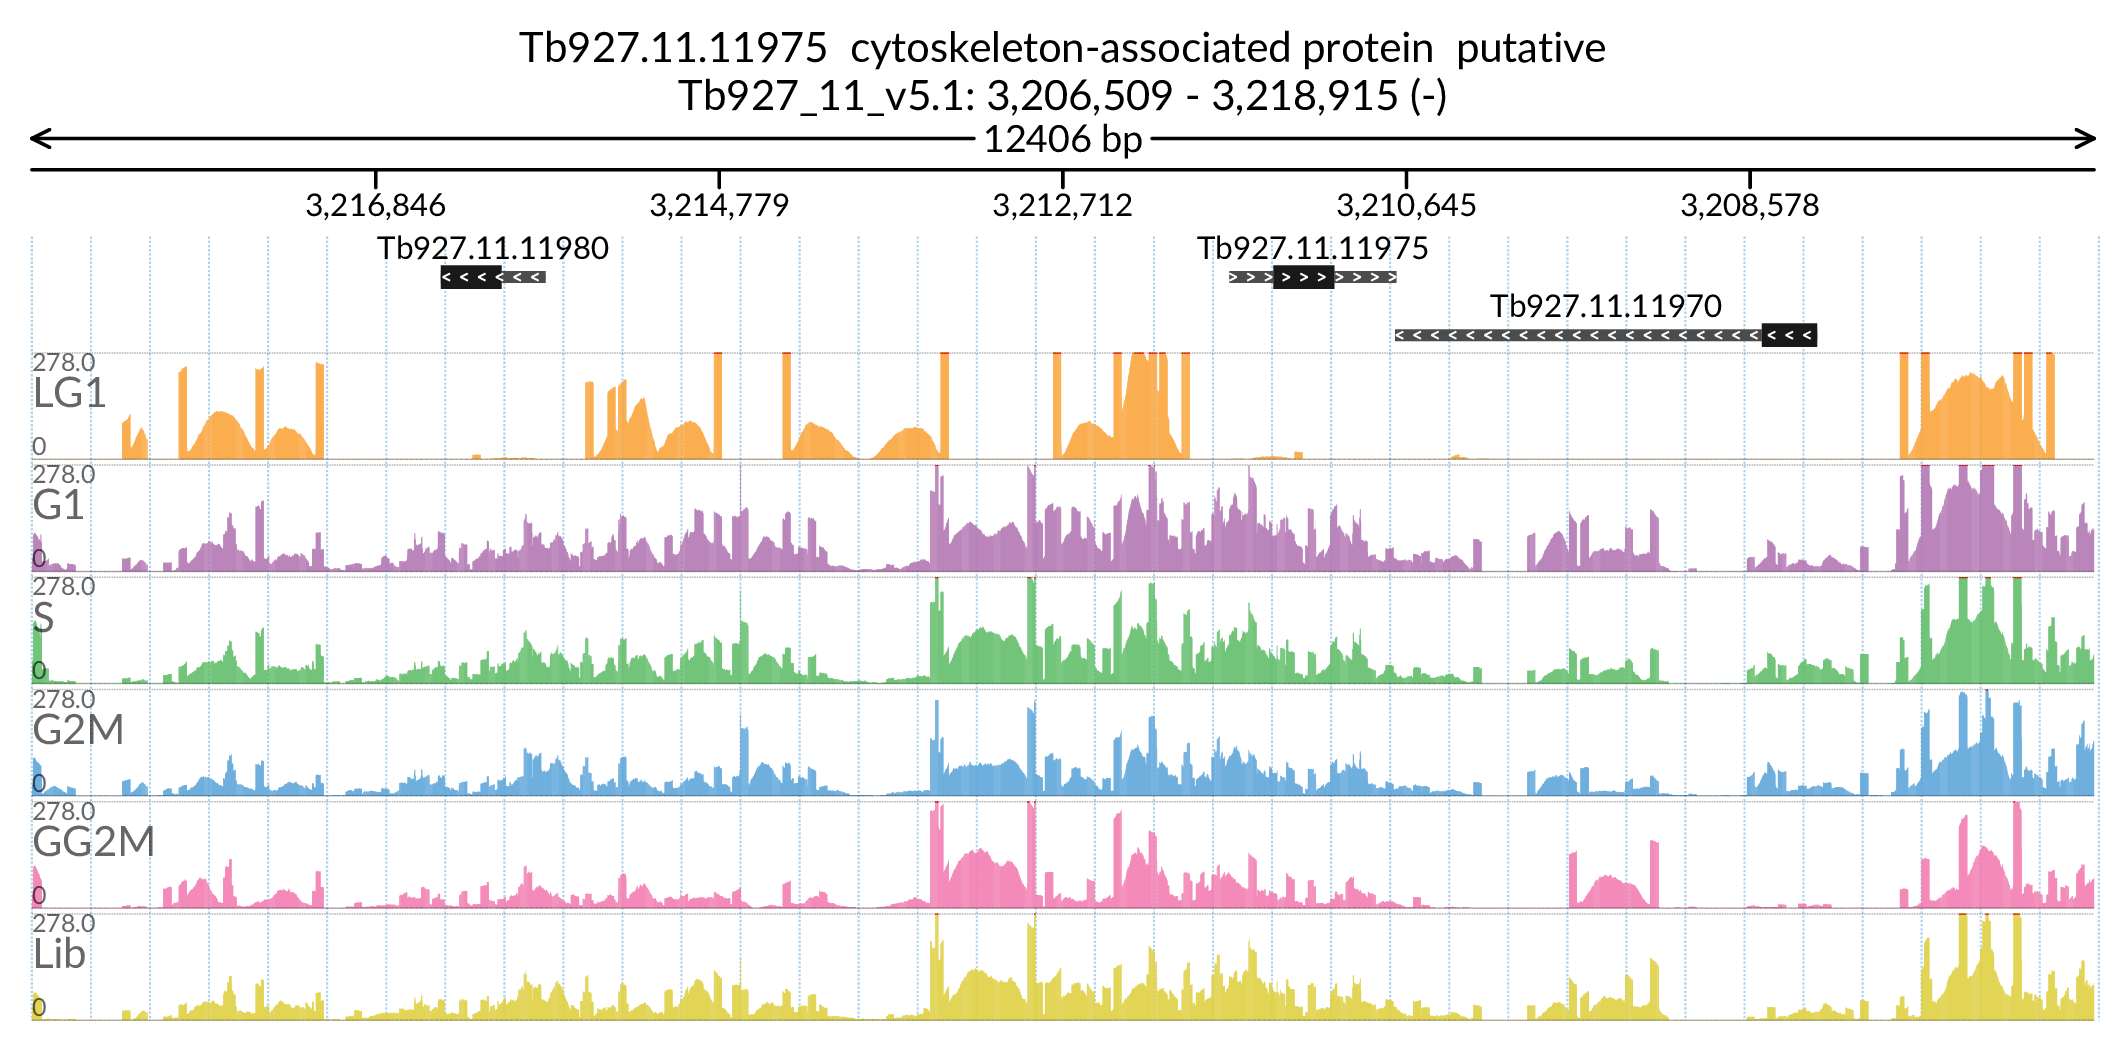 Tb927.11.11975 cytoskeleton-associated protein putative
Tb927_11_v5.1: 3,206,509 - 3,218,915 (-)
12406 bp
3,216,846 3,214,779 3,212,712 3,210,645 3,208,578
Tb927.11.11980 Tb927.11.11975
Tb927.11.11970
278.0
LG1
0
278.0
G1
0
278.0
S
0
278.0
G2M
0
278.0
GG2M
0
278.0
Lib
0